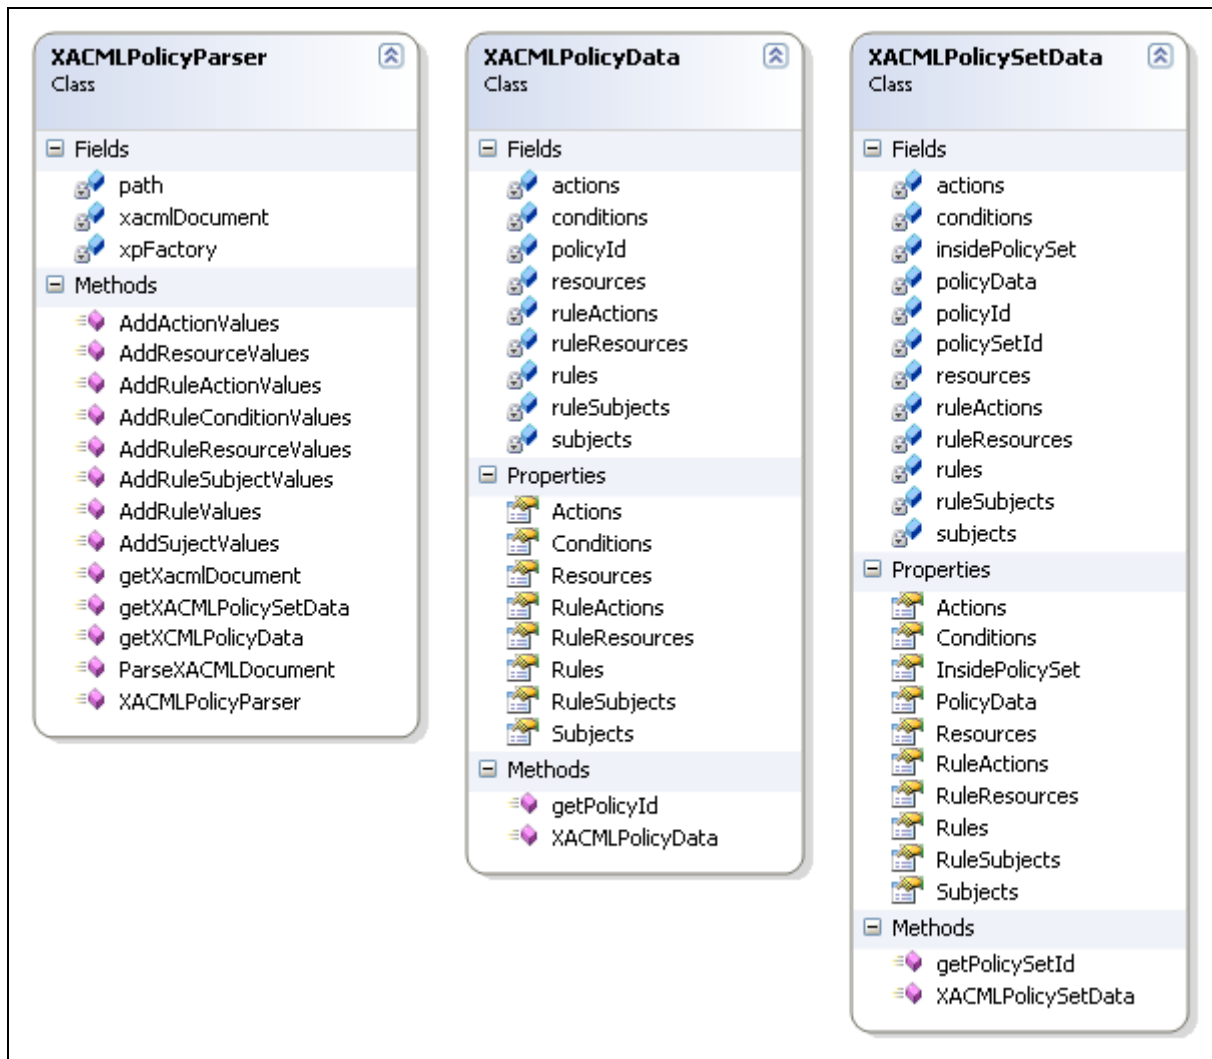 XACMLPolicyParser
Class
Fields
path
xacmlDocument
xpFactory
Methods
AddActionValues
AddResourceValues
AddRuleActionValues
AddRuleConditionValues
AddRuleResourceValues
AddRuleSubjectValues
AddRuleValues
AddSujectValues
getXacmlDocument
getXACMLPolicySetData
getXCMLPolicyData
ParseXACMLDocument
XACMLPolicyParser
XACMLPolicyData
Class
Fields
actions
conditions
policyId
resources
ruleActions
ruleResources
rules
ruleSubjects
subjects
Properties
Actions
Conditions
Resources
RuleActions
RuleResources
Rules
RuleSubjects
Subjects
Methods
getPolicyId
XACMLPolicyData
XACMLPolicySetData
Class
Fields
actions
conditions
insidePolicySet
policyData
policyId
policySetId
resources
ruleActions
ruleResources
rules
ruleSubjects
subjects
Properties
Actions
Conditions
InsidePolicySet
PolicyData
Resources
RuleActions
RuleResources
Rules
RuleSubjects
Subjects
Methods
getPolicySetId
XACMLPolicySetData